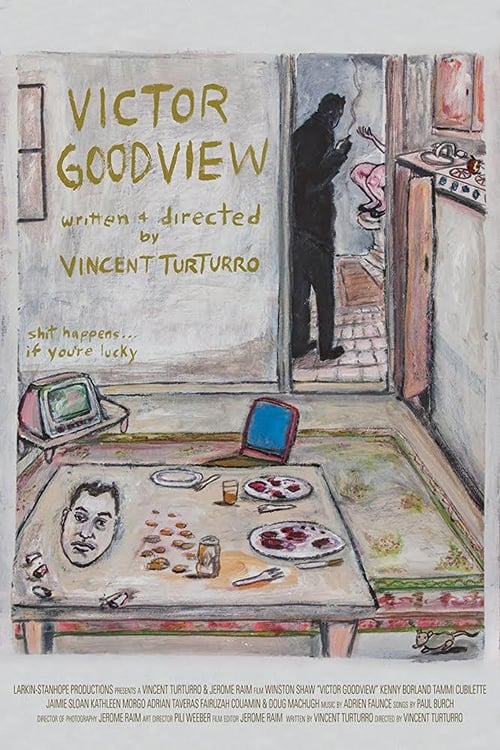 VICTOR
GOODVIEW
written & directed
by
VINCENT TURTURRO
shit happens...
if you're lucky
LARKIN-STANHOPE PRODUCTIONS PRESENTS A VINCENT TURTURRO & JEROME RAIM FILM WINSTON SHAW "VICTOR GOODVIEW" KENNY BORLAND TAMMI CUBILETTE
JAIMIE SLOAN KATHLEEN MORGO ADRIAN TAVERAS FAIRUZAH COUAMIN & DOUG MACHUGH MUSIC BY ADRIEN FAUNCE SONGS BY PAUL BURCH
DIRECTOR OF PHOTOGRAPHY JEROME RAIM ART DIRECTOR PILI WEEBER FILM EDITOR JEROME RAIM WRITTEN BY VINCENT TURTURRO DIRECTED BY VINCENT TURTURRO